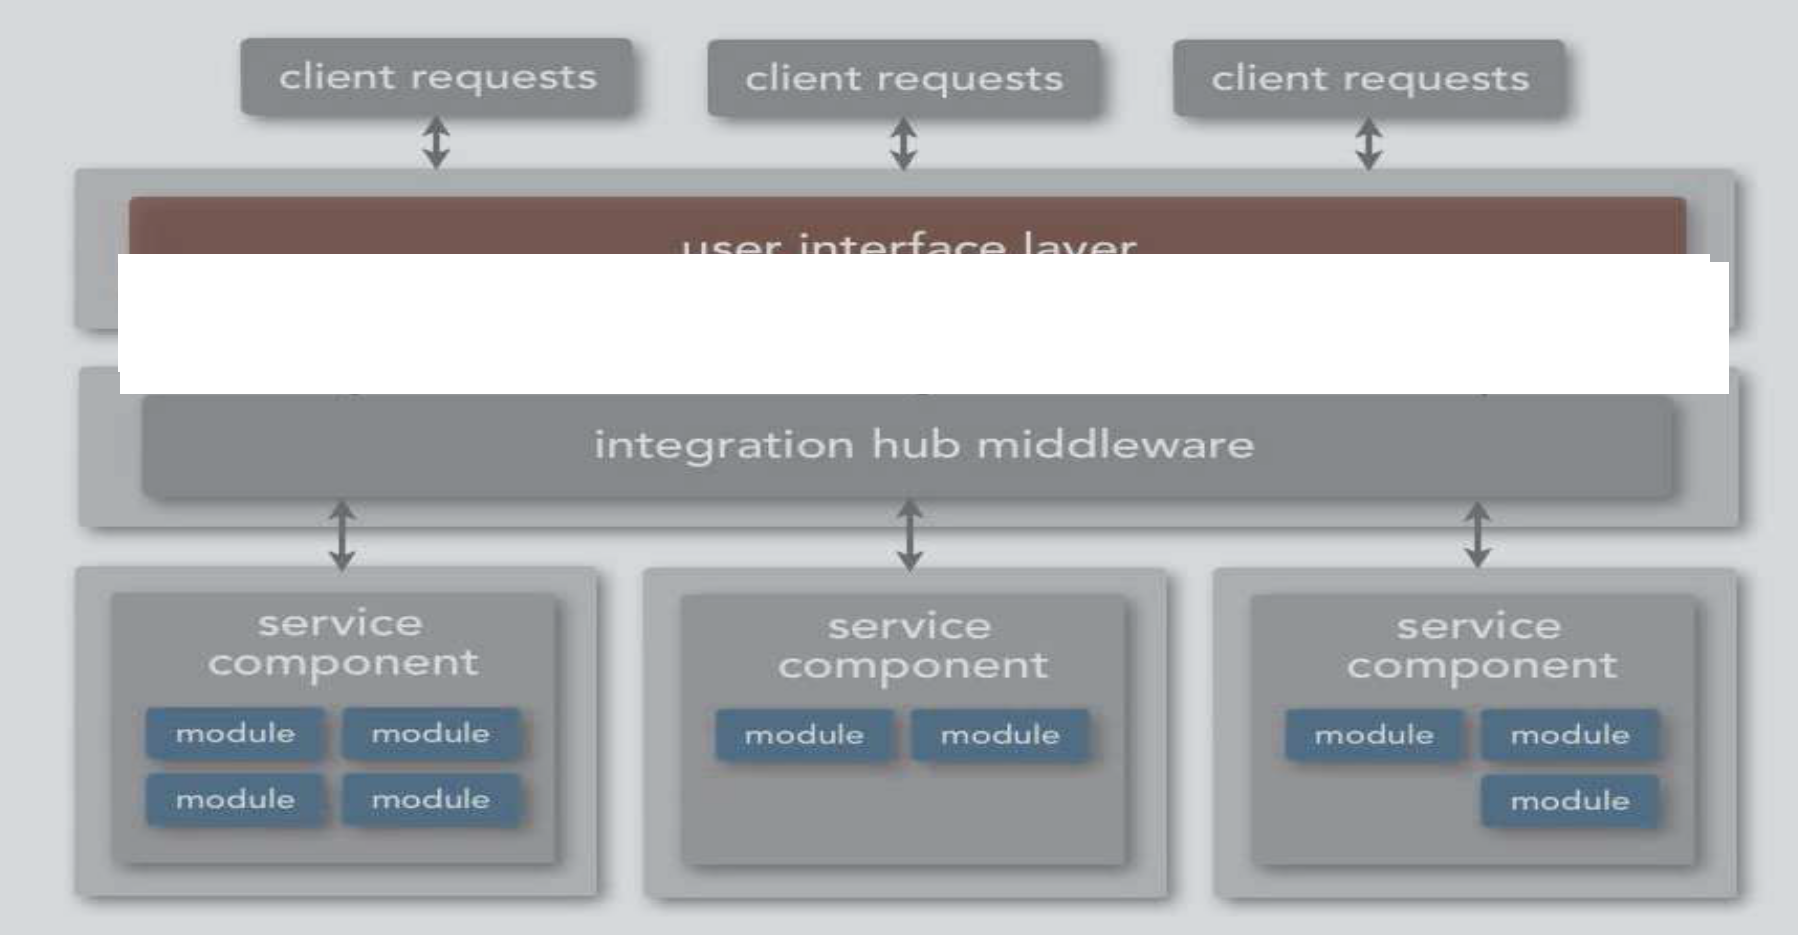 client requests
client requests
client requests
user interface layer
integration hub middleware
service
component
service
component
service
component
module
module
module
module
module
module
module
module
module